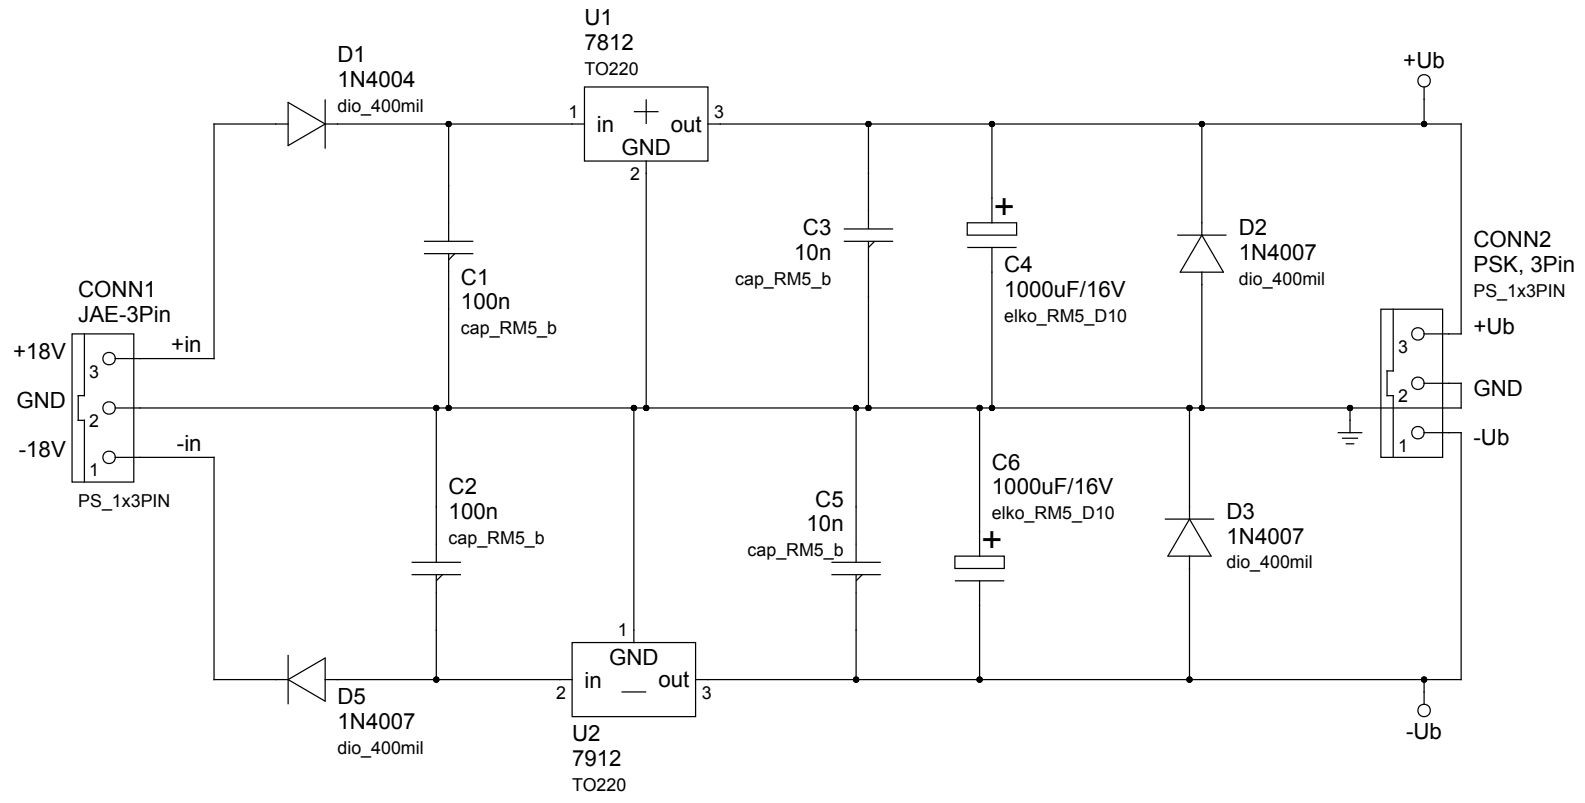 U1
7812
TO220
D1
1N4004
dio_400mil
+Ub
1
in
+
out
3
GND
2
C1
100n
cap_RM5_b
C3
10n
cap_RM5_b
+
C4
1000uF/16V
elko_RM5_D10
D2
1N4007
dio_400mil
CONN2
PSK, 3Pin
PS_1x3PIN
CONN1
JAE-3Pin
+18V
3
+in
GND
2
-18V
1
-in
PS_1x3PIN
3
+Ub
2
GND
1
-Ub
C2
100n
cap_RM5_b
C5
10n
cap_RM5_b
C6
1000uF/16V
elko_RM5_D10
+
D3
1N4007
dio_400mil
D5
1N4007
dio_400mil
1
GND
2
in
out
3
U2
7912
TO220
-Ub